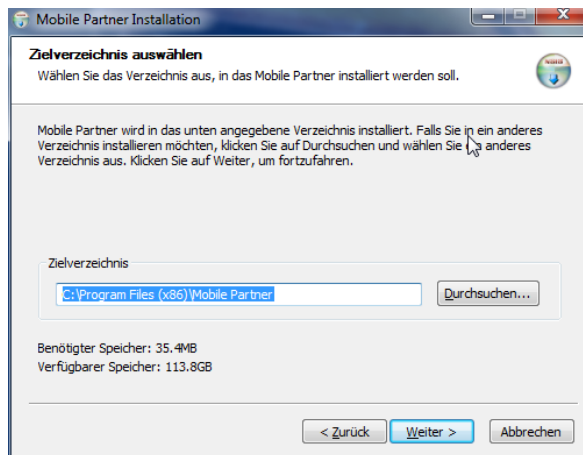 Mobile Partner Installation
Zielverzeichnis auswählen
Wählen Sie das Verzeichnis aus, in das Mobile Partner installiert werden soll.
Mobile Partner wird in das unten angegebene Verzeichnis installiert. Falls Sie in ein anderes
Verzeichnis installieren möchten, klicken Sie auf Durchsuchen und wählen Sie ein anderes
Verzeichnis aus. Klicken Sie auf Weiter, um fortzufahren.
Zielverzeichnis
C:\Program Files (x86)\Mobile Partner
Durchsuchen...
Benötigter Speicher: 35.4MB
Verfügbarer Speicher: 113.8GB
< Zurück
Weiter >
Abbrechen